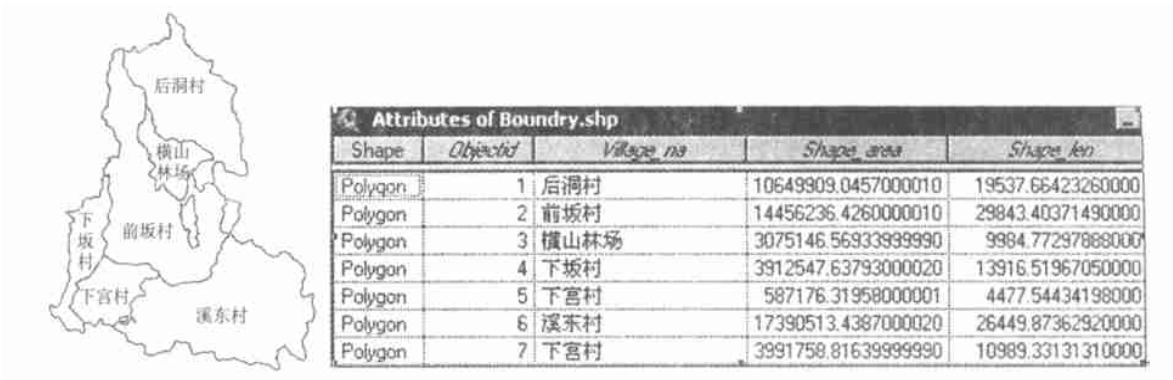 后洞村
横山
林场
下
坂
村
前坂村
下宫村
溪东村
Attributes of Boundry.shp
Shape Objectid Village_na Shape_area Shape_len
Polygon 1 后洞村 10649909.0457000010 19537.66423260000
Polygon 2 前坂村 14456236.4260000010 29843.40371490000
Polygon 3 横山林场 3075146.56933999990 9984.77297888000
Polygon 4 下坂村 3912547.63793000020 13916.51967050000
Polygon 5 下宫村 587176.31958000001 4477.54434198000
Polygon 6 溪东村 17390513.4387000020 26449.87362920000
Polygon 7 下宫村 3991758.81639999990 10989.33131310000